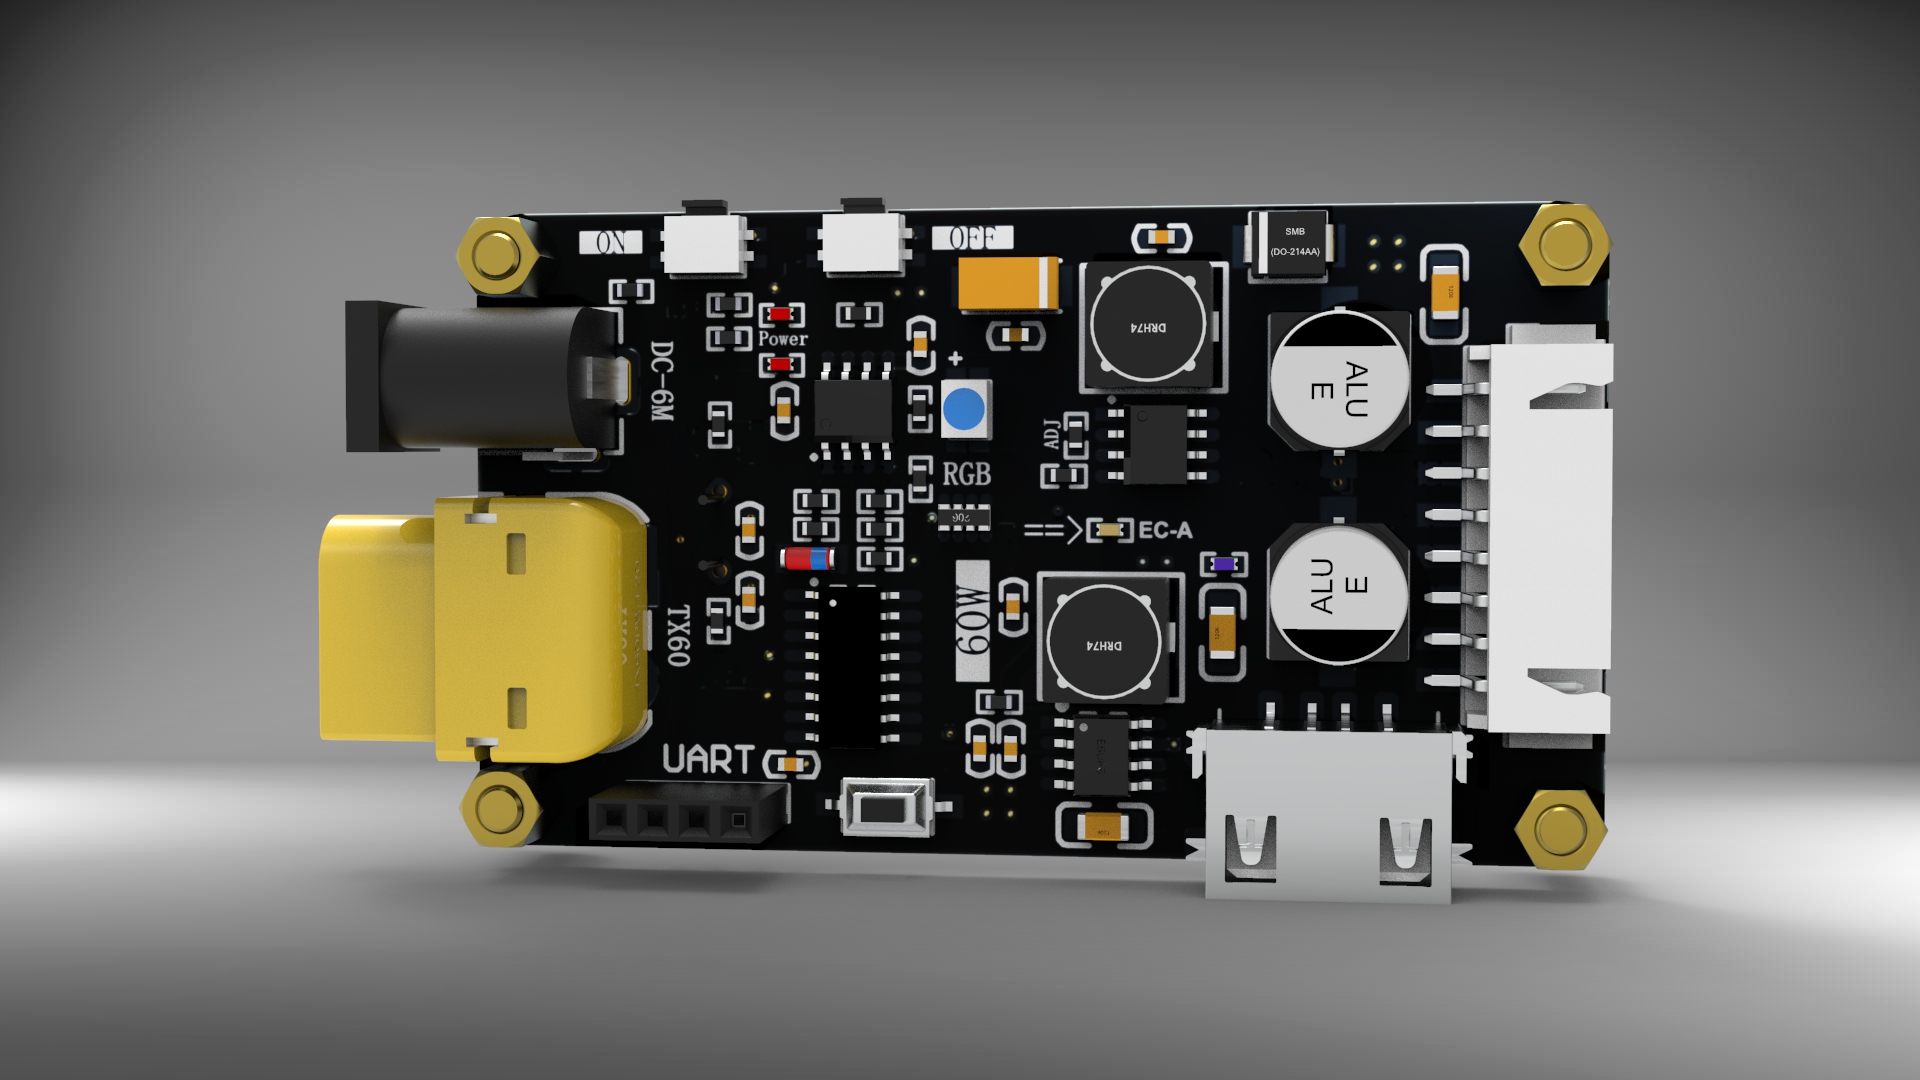 ON
OFF
SMB
(DO-214AA)
DRH74
Power
DC-6M
ALU
E
+
ADJ
RGB
==>
EC-A
ALU
E
60W
DRH74
TX60
UART